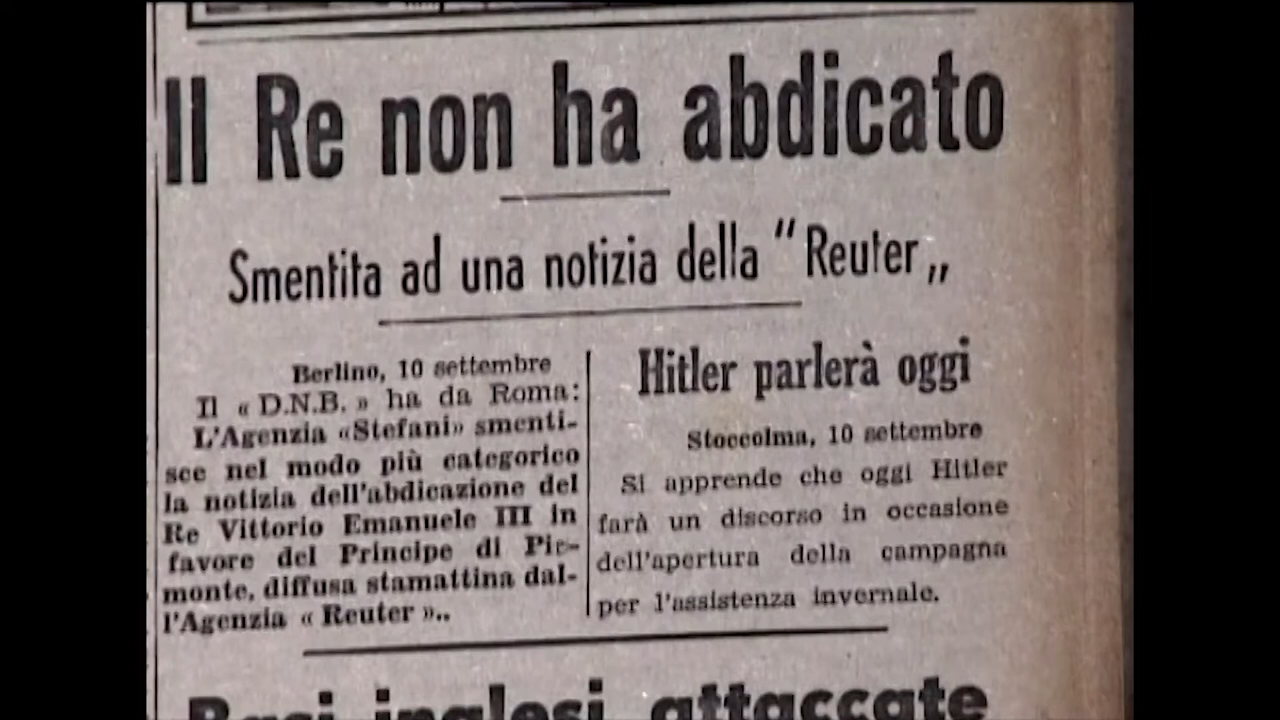 Il Re non ha abdicato
Smentita ad una notizia della "Reuter„
Berlino, 10 settembre
Il « D.N.B. » ha da Roma:
L'Agenzia «Stefani» smenti-
sce nel modo più categorico
la notizia dell'abdicazione del
Re Vittorio Emanuele III in
favore del Principe di Pie-
monte, diffusa stamattina dal-
l'Agenzia « Reuter »..
Hitler parlerà oggi
Stoccolma, 10 settembre
Si apprende che oggi Hitler
farà un discorso in occasione
dell'apertura della campagna
per l'assistenza invernale.
Basi inglesi attaccate